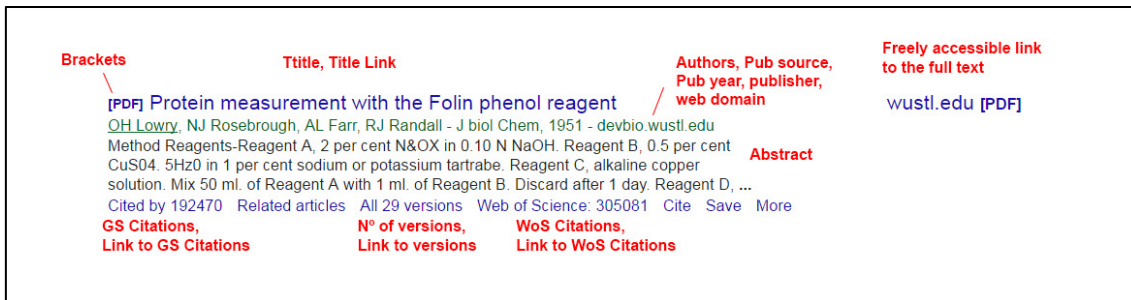 Brackets
Ttitle, Title Link
Authors, Pub source,
Pub year, publisher,
web domain
Freely accessible link
to the full text
[PDF] Protein measurement with the Folin phenol reagent
wustl.edu [PDF]
OH Lowry, NJ Rosebrough, AL Farr, RJ Randall - J biol Chem, 1951 - devbio.wustl.edu
Method Reagents-Reagent A, 2 per cent N&OX in 0.10 N NaOH. Reagent B, 0.5 per cent
CuS04. 5Hz0 in 1 per cent sodium or potassium tartrabe. Reagent C, alkaline copper
solution. Mix 50 ml. of Reagent A with 1 ml. of Reagent B. Discard after 1 day. Reagent D, ...
Abstract
Cited by 192470 Related articles All 29 versions Web of Science: 305081 Cite Save More
GS Citations,
Link to GS Citations
Nº of versions,
Link to versions
WoS Citations,
Link to WoS Citations